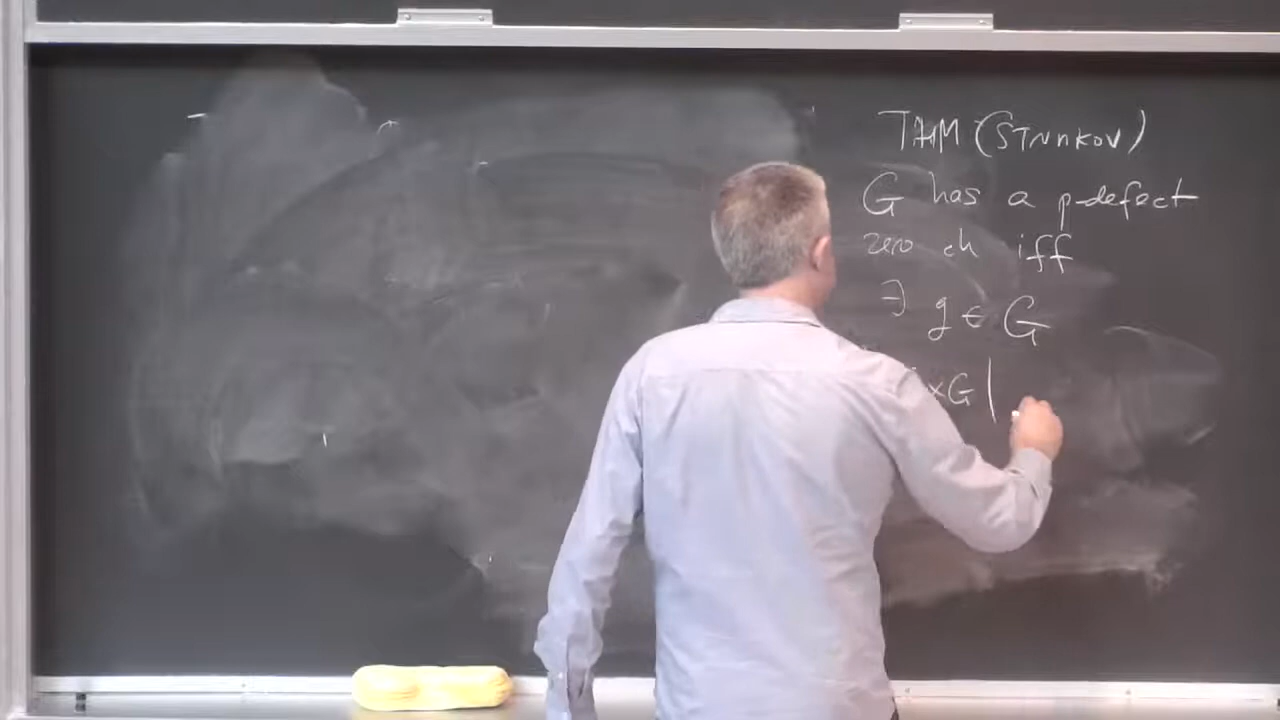 THM (STRUNKOV)
G has a p-defect
zero ch iff
∃ g ∈ G
×G |